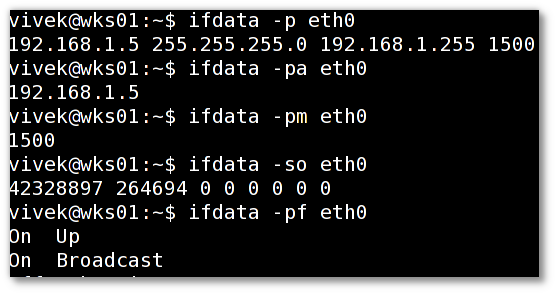 vivek@wks01:~$ ifdata -p eth0
192.168.1.5 255.255.255.0 192.168.1.255 1500
vivek@wks01:~$ ifdata -pa eth0
192.168.1.5
vivek@wks01:~$ ifdata -pm eth0
1500
vivek@wks01:~$ ifdata -so eth0
42328897 264694 0 0 0 0 0 0
vivek@wks01:~$ ifdata -pf eth0
On  Up
On  Broadcast